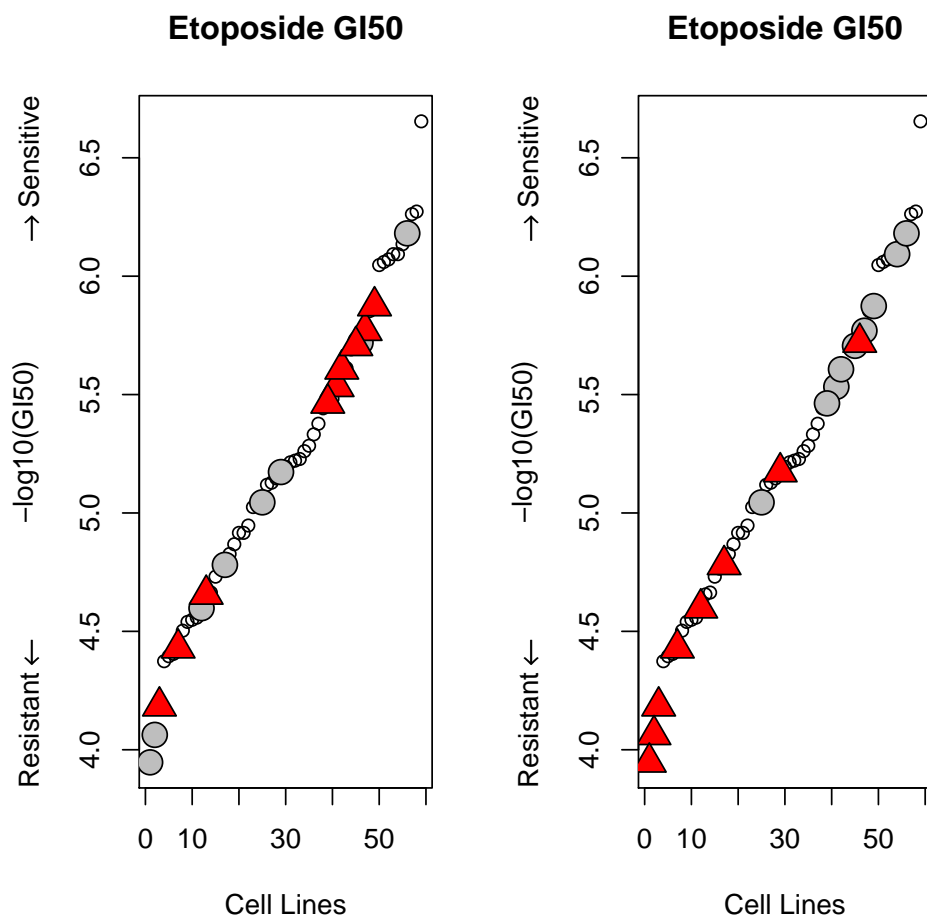 Etoposide GI50
Resistant ← −log10(GI50) → Sensitive
4.0 4.5 5.0 5.5 6.0 6.5
0 10 30 50
Cell Lines
Etoposide GI50
Resistant ← −log10(GI50) → Sensitive
4.0 4.5 5.0 5.5 6.0 6.5
0 10 30 50
Cell Lines